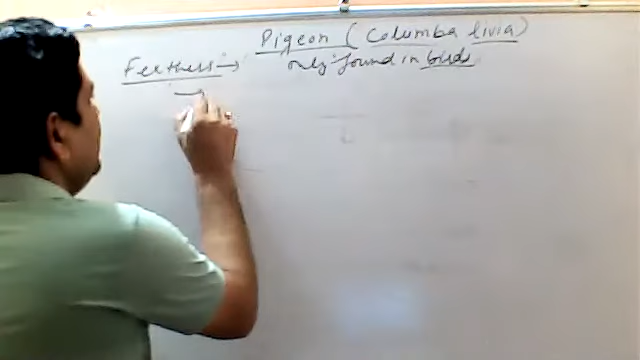 Pigeon ( Columba livia )
Feathers → only found in birds
→